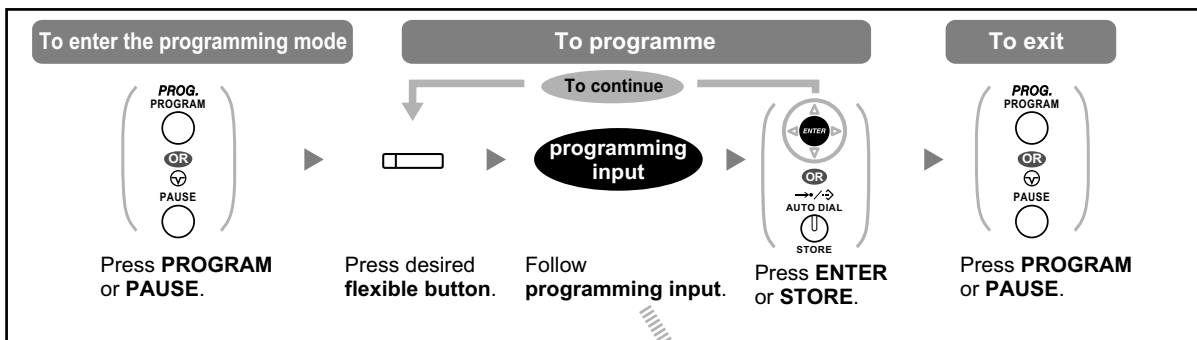 To enter the programming mode
To programme
To exit
To continue
PROG.
PROGRAM
OR
PAUSE
programming
input
ENTER
OR
AUTO DIAL
STORE
PROG.
PROGRAM
OR
PAUSE
Press PROGRAM
or PAUSE.
Press desired
flexible button.
Follow
programming input.
Press ENTER
or STORE.
Press PROGRAM
or PAUSE.